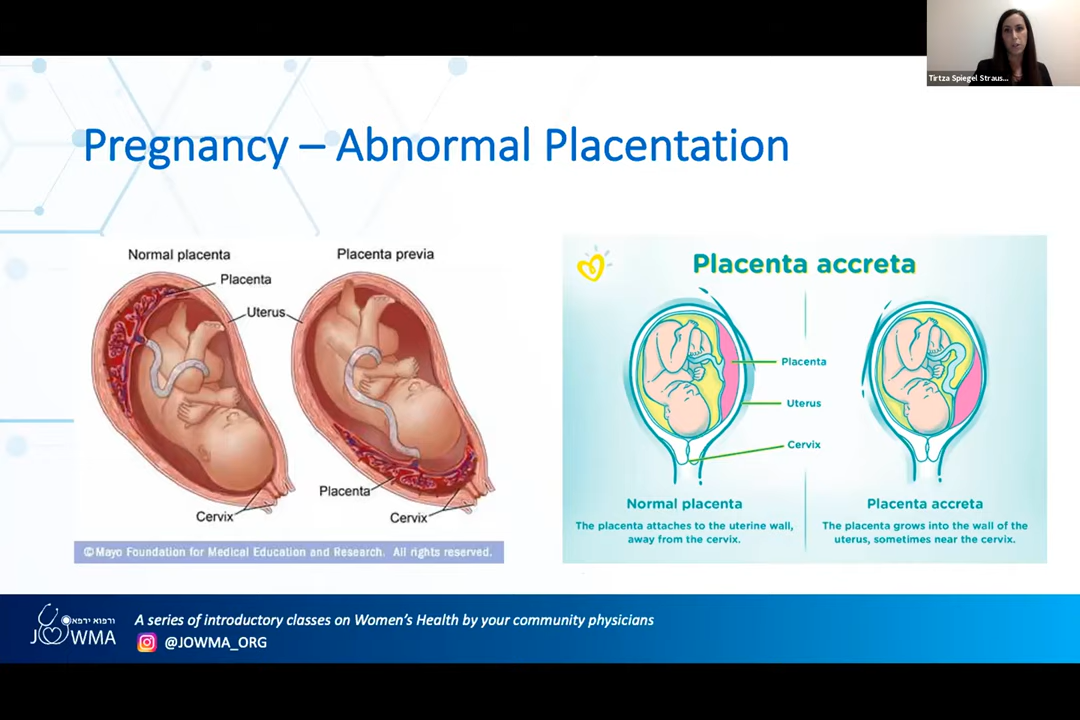 Tirtza Spiegel Straus...
Pregnancy – Abnormal Placentation
Normal placenta
Placenta previa
Placenta
Uterus
Placenta
Cervix
Cervix
©Mayo Foundation for Medical Education and Research. All rights reserved.
Placenta accreta
Placenta
Uterus
Cervix
Normal placenta
The placenta attaches to the uterine wall,
away from the cervix.
Placenta accreta
The placenta grows into the wall of the
uterus, sometimes near the cervix.
ורפוא ירפא
JOWMA
A series of introductory classes on Women's Health by your community physicians
@JOWMA_ORG